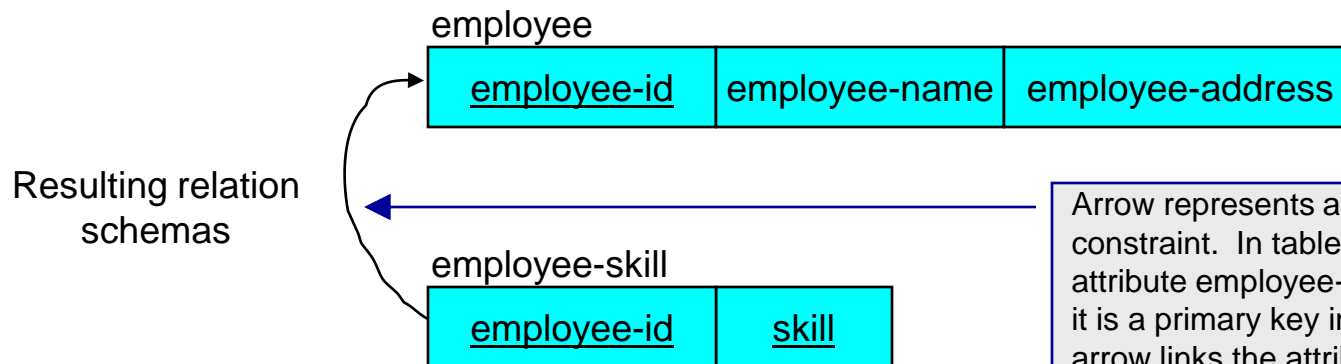 employee
employee-id employee-name employee-address
Resulting relation
schemas
Arrow represents a
constraint. In table
attribute employee-
it is a primary key in
arrow links the attri
employee-skill
employee-id skill